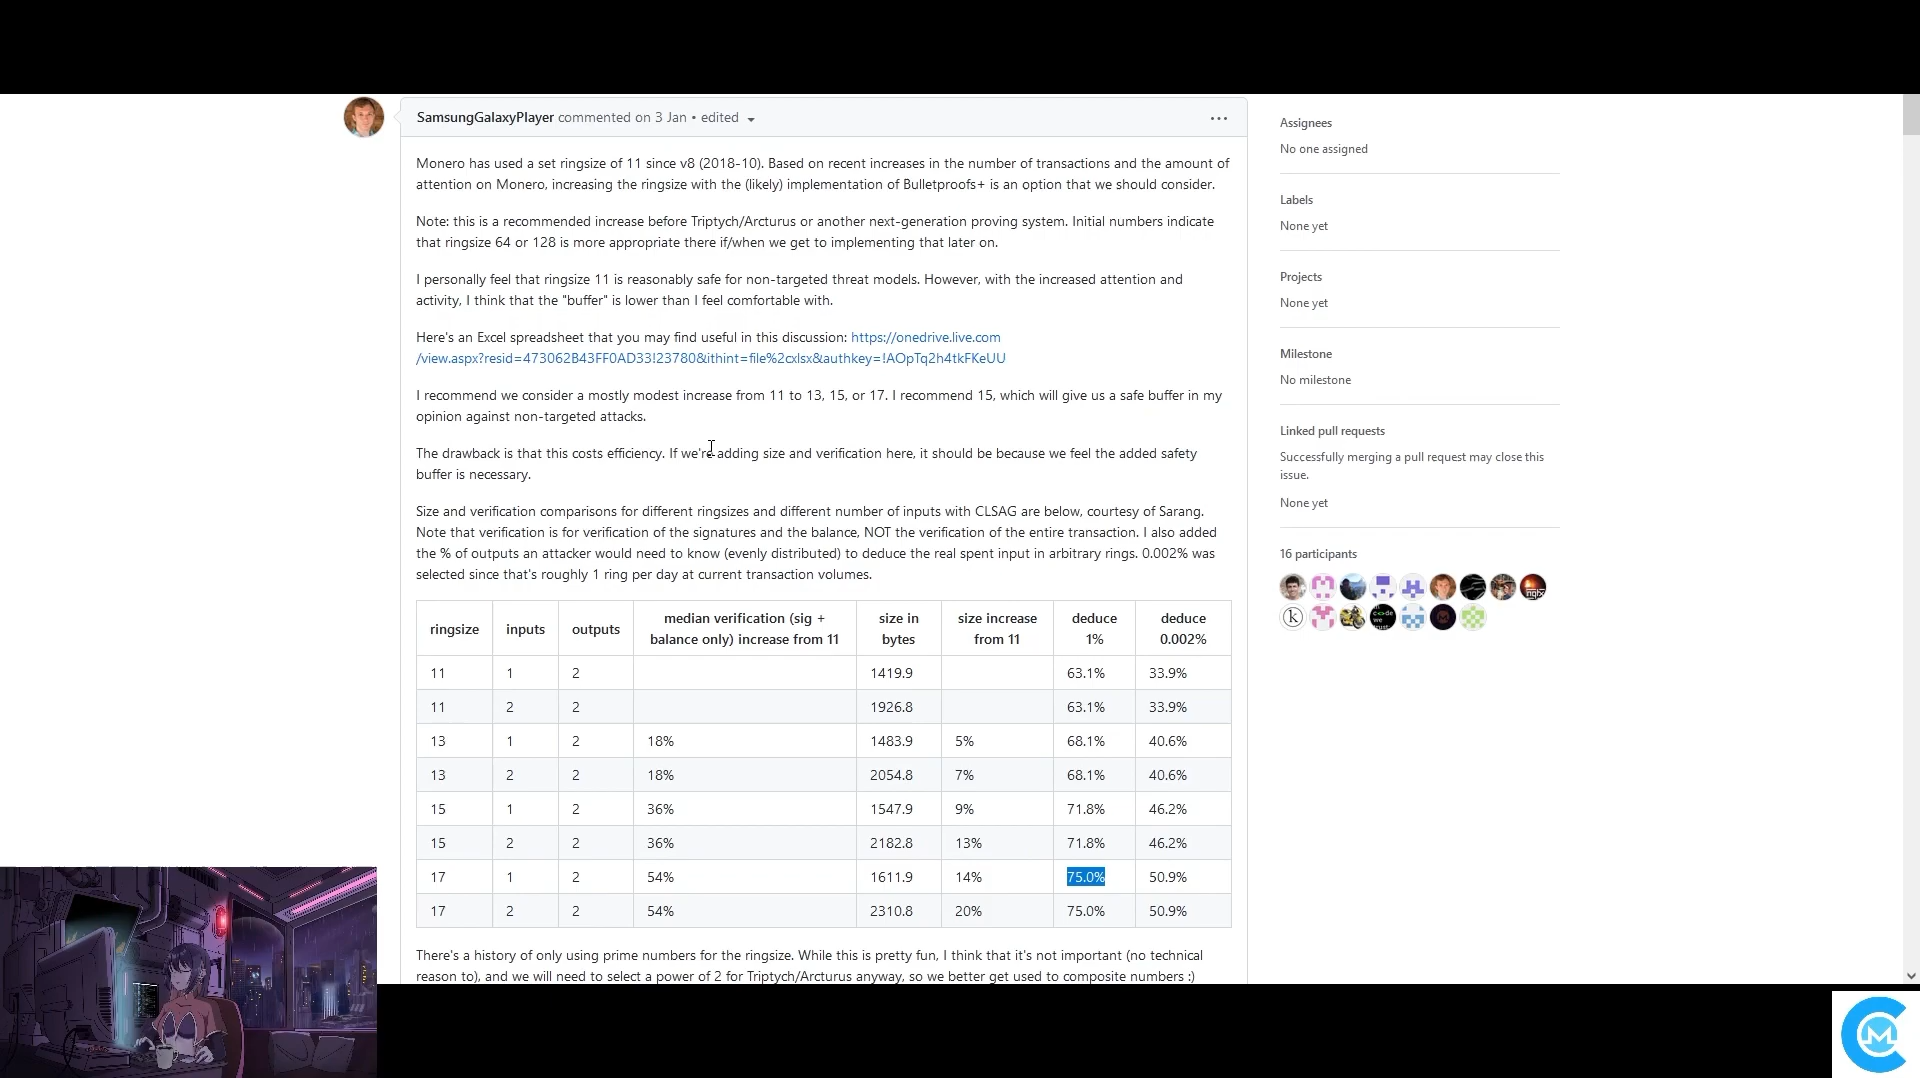 SamsungGalaxyPlayer commented on 3 Jan • edited
Monero has used a set ringsize of 11 since v8 (2018-10). Based on recent increases in the number of transactions and the amount of
attention on Monero, increasing the ringsize with the (likely) implementation of Bulletproofs+ is an option that we should consider.
Note: this is a recommended increase before Triptych/Arcturus or another next-generation proving system. Initial numbers indicate
that ringsize 64 or 128 is more appropriate there if/when we get to implementing that later on.
I personally feel that ringsize 11 is reasonably safe for non-targeted threat models. However, with the increased attention and
activity, I think that the "buffer" is lower than I feel comfortable with.
Here's an Excel spreadsheet that you may find useful in this discussion: https://onedrive.live.com
/view.aspx?resid=473062B43FF0AD33!23780&ithint=file%2cxlsx&authkey=!AOpTq2h4tkFKeUU
I recommend we consider a mostly modest increase from 11 to 13, 15, or 17. I recommend 15, which will give us a safe buffer in my
opinion against non-targeted attacks.
The drawback is that this costs efficiency. If we're adding size and verification here, it should be because we feel the added safety
buffer is necessary.
Size and verification comparisons for different ringsizes and different number of inputs with CLSAG are below, courtesy of Sarang.
Note that verification is for verification of the signatures and the balance, NOT the verification of the entire transaction. I also added
the % of outputs an attacker would need to know (evenly distributed) to deduce the real spent input in arbitrary rings. 0.002% was
selected since that's roughly 1 ring per day at current transaction volumes.
ringsize inputs outputs median verification (sig + balance only) increase from 11 size in bytes size increase from 11 deduce 1% deduce 0.002%
11 1 2 1419.9 63.1% 33.9%
11 2 2 1926.8 63.1% 33.9%
13 1 2 18% 1483.9 5% 68.1% 40.6%
13 2 2 18% 2054.8 7% 68.1% 40.6%
15 1 2 36% 1547.9 9% 71.8% 46.2%
15 2 2 36% 2182.8 13% 71.8% 46.2%
17 1 2 54% 1611.9 14% 75.0% 50.9%
17 2 2 54% 2310.8 20% 75.0% 50.9%
There's a history of only using prime numbers for the ringsize. While this is pretty fun, I think that it's not important (no technical
reason to), and we will need to select a power of 2 for Triptych/Arcturus anyway, so we better get used to composite numbers :)
Assignees
No one assigned
Labels
None yet
Projects
None yet
Milestone
No milestone
Linked pull requests
Successfully merging a pull request may close this
issue.
None yet
16 participants
k
M